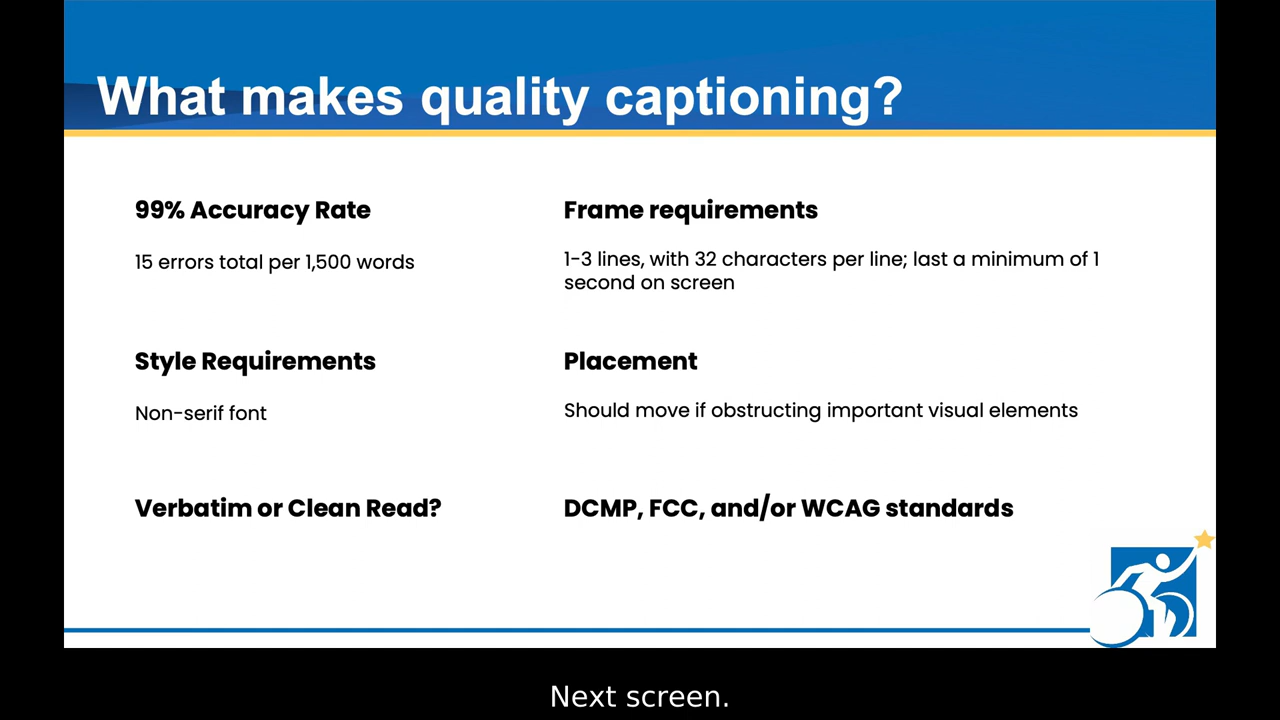 What makes quality captioning?
99% Accuracy Rate
15 errors total per 1,500 words
Frame requirements
1-3 lines, with 32 characters per line; last a minimum of 1
second on screen
Style Requirements
Non-serif font
Placement
Should move if obstructing important visual elements
Verbatim or Clean Read?
DCMP, FCC, and/or WCAG standards
Next screen.